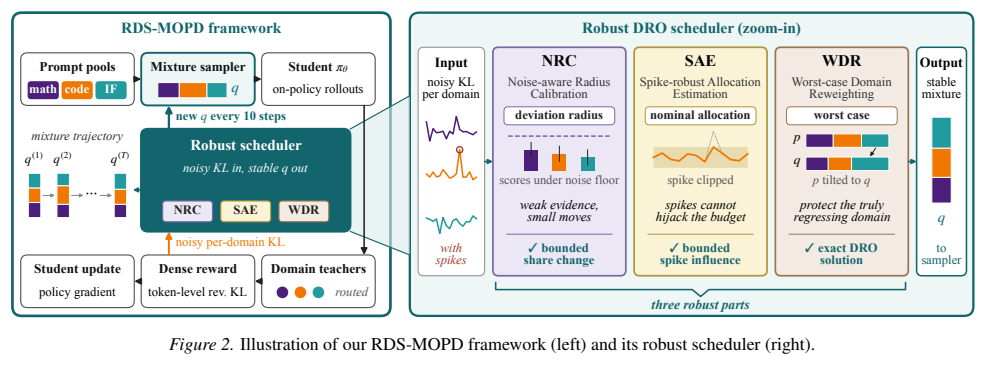 RDS-MOPD framework
Prompt pools
math code IF
Mixture sampler
q
Student πθ
on-policy rollouts
new q every 10 steps
mixture trajectory
q(1) q(2) q(T)
...
Robust scheduler
noisy KL in, stable q out
NRC SAE WDR
noisy per-domain KL
Student update
policy gradient
Dense reward
token-level rev. KL
Domain teachers
routed
Robust DRO scheduler (zoom-in)
Input
noisy KL
per domain
with
spikes
NRC
Noise-aware Radius
Calibration
deviation radius
scores under noise floor
weak evidence,
small moves
✓ bounded
share change
SAE
Spike-robust Allocation
Estimation
nominal allocation
spike clipped
spikes cannot
hijack the budget
✓ bounded
spike influence
WDR
Worst-case Domain
Reweighting
worst case
p
q
p tilted to q
protect the truly
regressing domain
✓ exact DRO
solution
Output
stable
mixture
q
to
sampler
three robust parts
Figure 2. Illustration of our RDS-MOPD framework (left) and its robust scheduler (right).